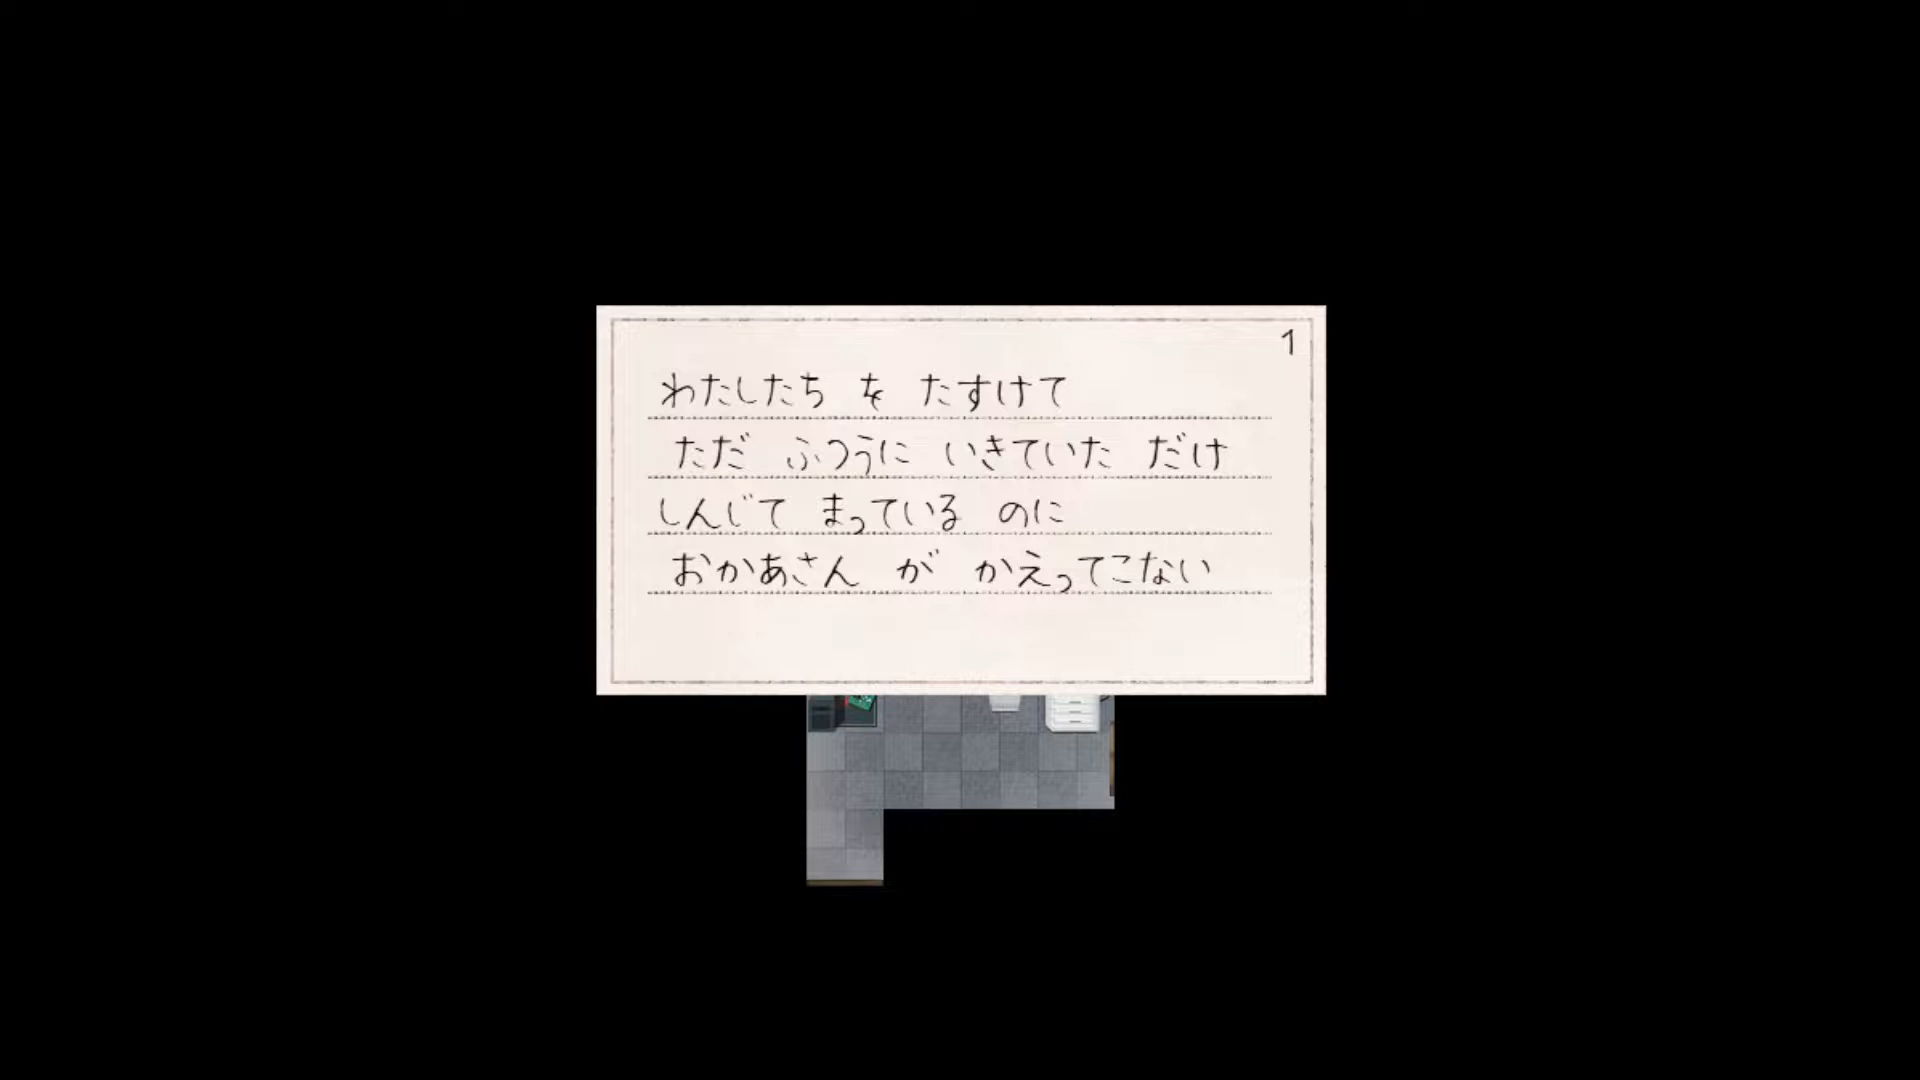 1
わたしたち を たすけて
ただ ふつうに いきていた だけ
しんじて まっている のに
おかあさん が かえってこない